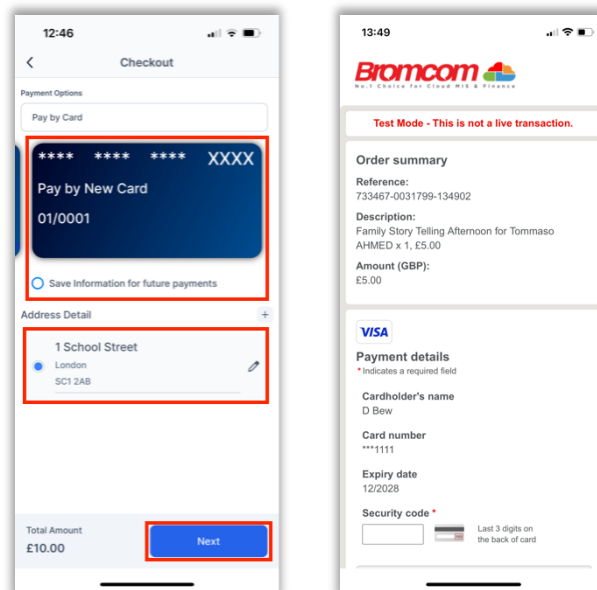 12:46
Checkout
Payment Options
Pay by Card
**** **** **** XXXX
Pay by New Card
01/0001
Save Information for future payments
Address Detail
+
1 School Street
London
SC1 2AB
Total Amount
£10.00
Next
13:49
Bromcom
No.1 Choice for Cloud MIS & Finance
Test Mode - This is not a live transaction.
Order summary
Reference:
733467-0031799-134902
Description:
Family Story Telling Afternoon for Tommaso
AHMED x 1, £5.00
Amount (GBP):
£5.00
VISA
Payment details
* Indicates a required field
Cardholder's name
D Bew
Card number
***1111
Expiry date
12/2028
Security code *
Last 3 digits on
the back of card